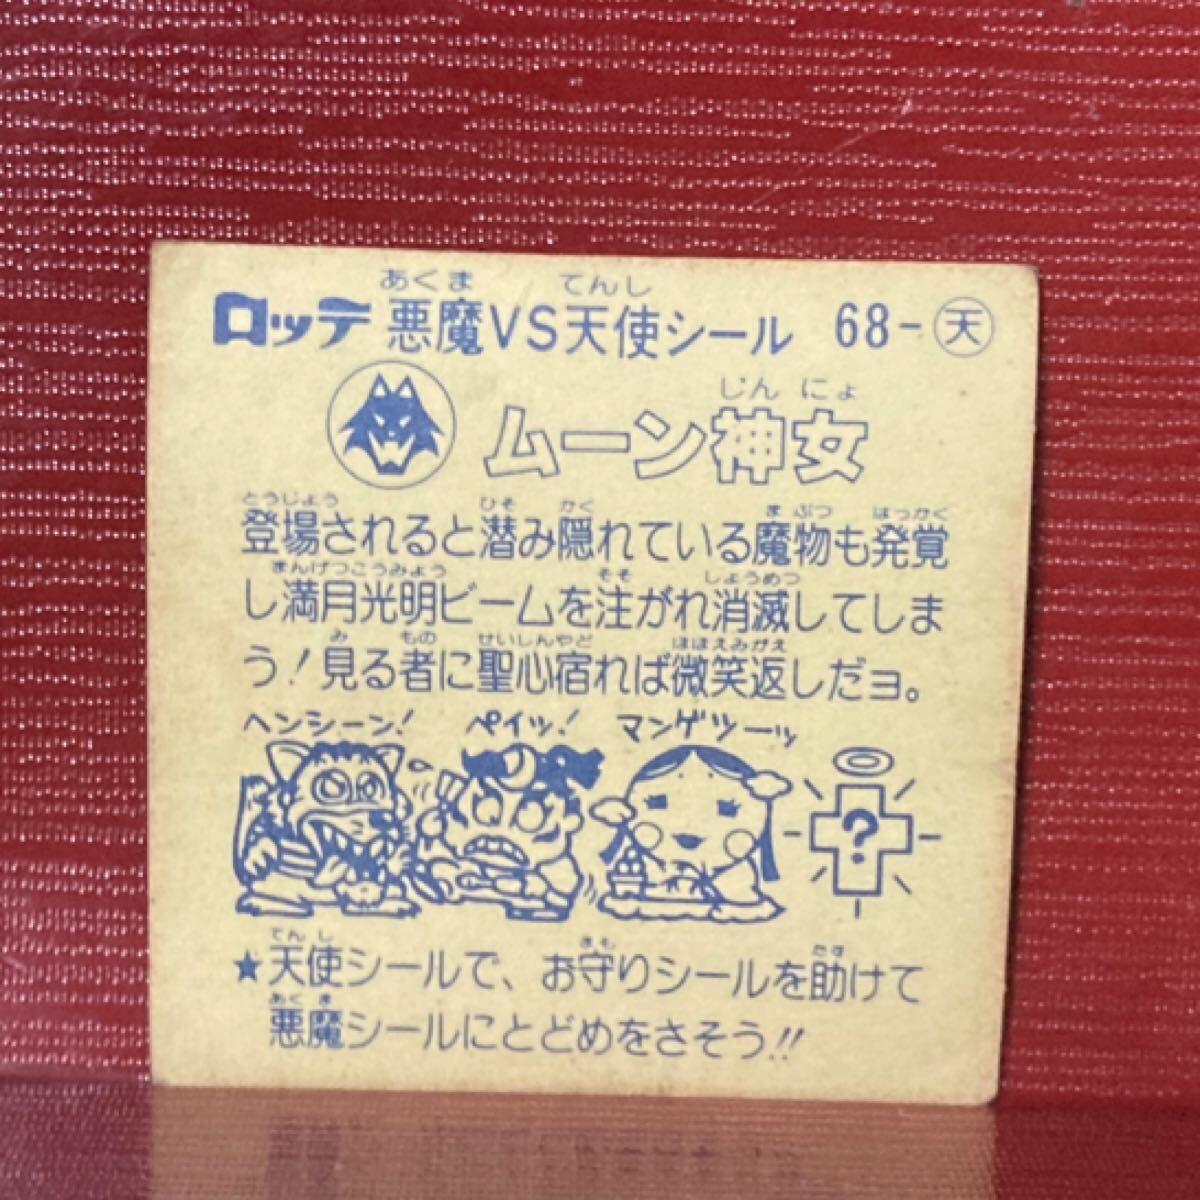 あくま てんし
ロッテ 悪魔VS天使シール 68-天
じんにょ
ムーン神女
とうじょう ひそ かく まぶつ はっかく
登場されると潜み隠れている魔物も発覚
まんげつこうみょう そそ しょうめつ
し満月光明ビームを注がれ消滅してしま
み もの せいしんやど ほほえみがえ
う!見る者に聖心宿れば微笑返しだョ。
ヘンシーン! ペイッ! マンゲツーッ
?
てんし まも たす
★天使シールで、お守りシールを助けて
あくま
悪魔シールにとどめをさそう!!